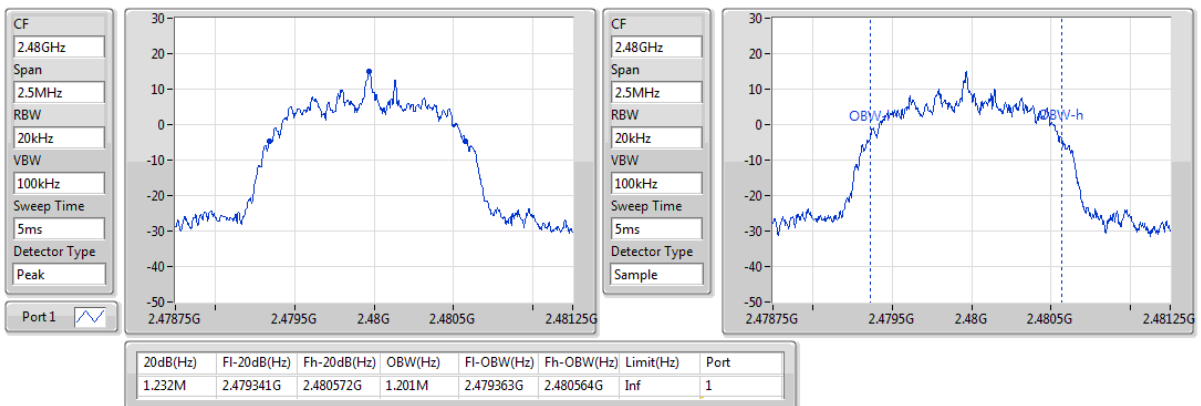 CF
2.48GHz
Span
2.5MHz
RBW
20kHz
VBW
100kHz
Sweep Time
5ms
Detector Type
Peak
Port 1
30
20
10
0
-10
-20
-30
-40
-50
2.47875G 2.4795G 2.48G 2.4805G 2.48125G
CF
2.48GHz
Span
2.5MHz
RBW
20kHz
VBW
100kHz
Sweep Time
5ms
Detector Type
Sample
30
20
10
0
-10
-20
-30
-40
-50
OBW-h
2.47875G 2.4795G 2.48G 2.4805G 2.48125G
20dB(Hz) Fl-20dB(Hz) Fh-20dB(Hz) OBW(Hz) Fl-OBW(Hz) Fh-OBW(Hz) Limit(Hz) Port
1.232M 2.479341G 2.480572G 1.201M 2.479363G 2.480564G Inf 1